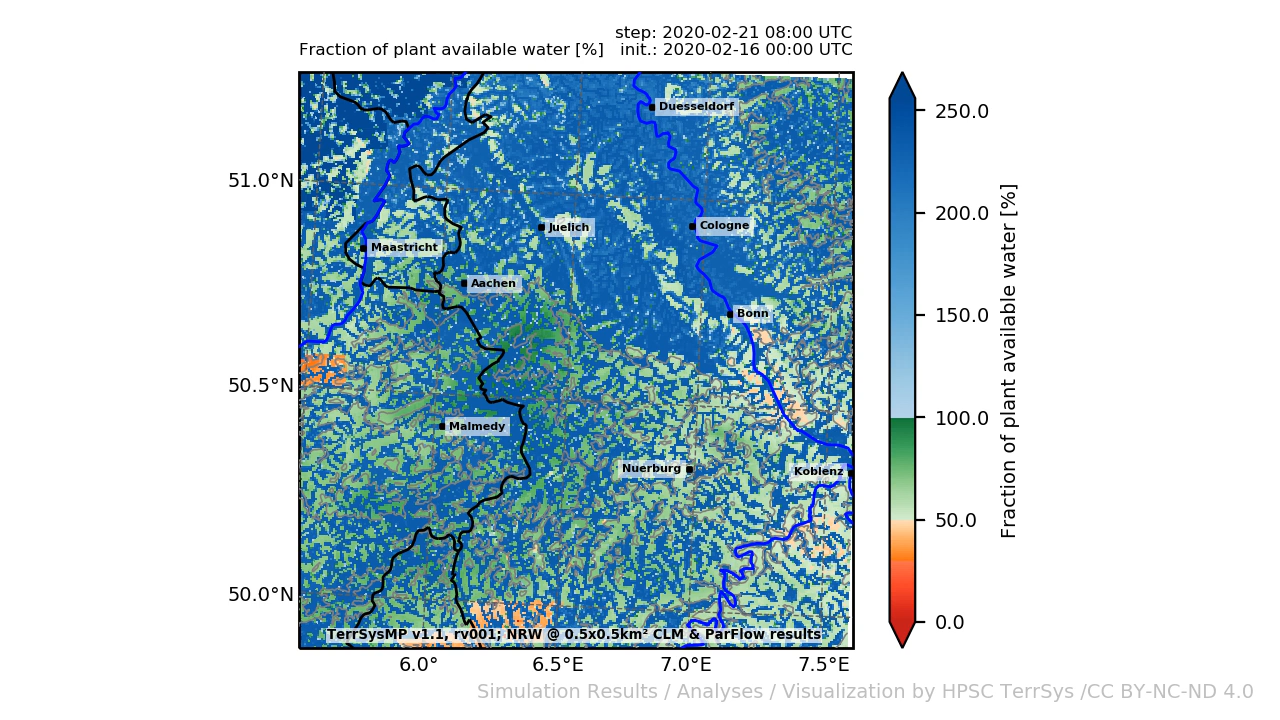 step: 2020-02-21 08:00 UTC
Fraction of plant available water [%] init.: 2020-02-16 00:00 UTC
Duesseldorf
51.0°N
Juelich
Cologne
Maastricht
Aachen
Bonn
50.5°N
Malmedy
Nuerburg
Koblenz
50.0°N
TerrSysMP v1.1, rv001; NRW @ 0.5x0.5km² CLM & ParFlow results
6.0°
6.5°E
7.0°E
7.5°E
250.0
200.0
150.0
100.0
50.0
0.0
Fraction of plant available water [%]
Simulation Results / Analyses / Visualization by HPSC TerrSys /CC BY-NC-ND 4.0